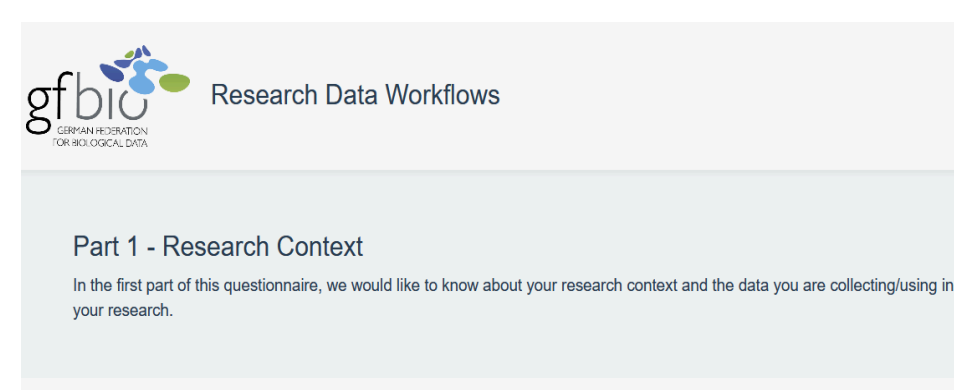 gfbio
GERMAN FEDERATION
FOR BIOLOGICAL DATA
Research Data Workflows
Part 1 - Research Context
In the first part of this questionnaire, we would like to know about your research context and the data you are collecting/using in
your research.